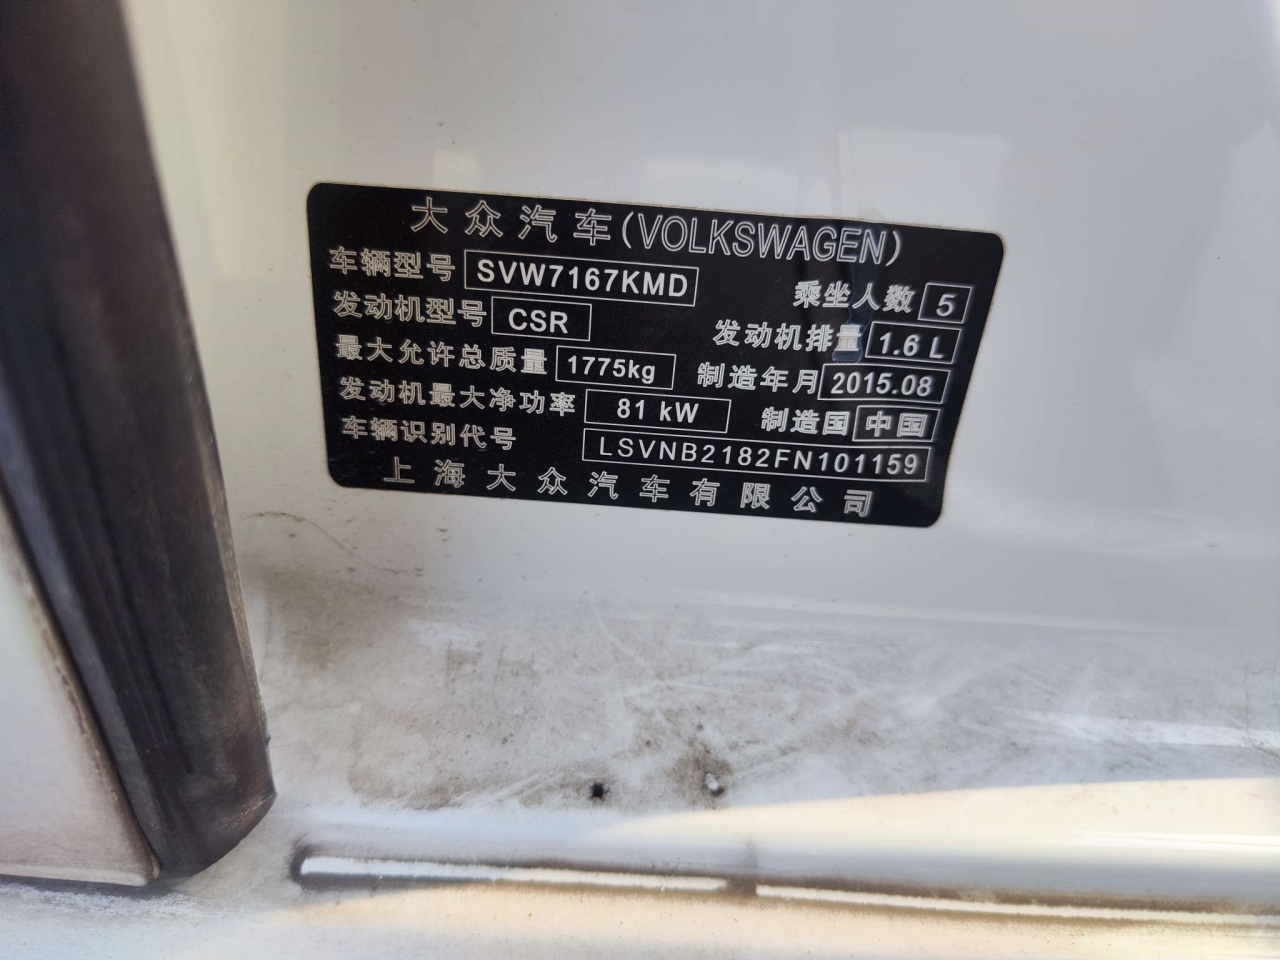 大众汽车(VOLKSWAGEN)
车辆型号 SVW7167KMD 乘坐人数 5
发动机型号 CSR 发动机排量 1.6 L
最大允许总质量 1775kg 制造年月 2015.08
发动机最大净功率 81 kW 制造国 中国
车辆识别代号 LSVNB2182FN101159
上海大众汽车有限公司